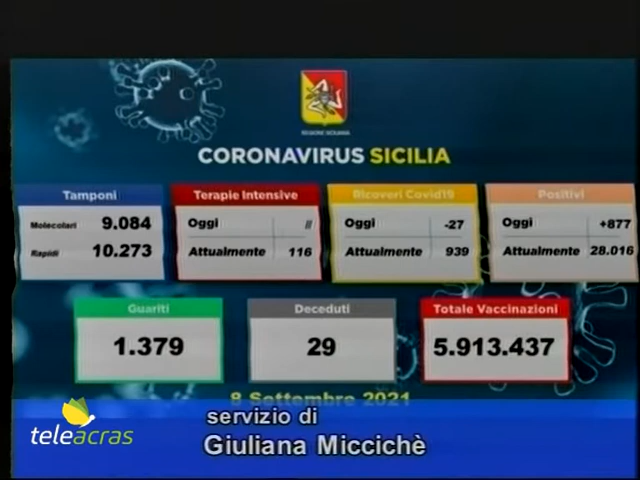 REGIONE SICILIANA
CORONAVIRUS SICILIA
Tamponi
Molecolari 9.084
Rapidi 10.273
Terapie Intensive
Oggi //
Attualmente 116
Ricoveri Covid19
Oggi -27
Attualmente 939
Positivi
Oggi +877
Attualmente 28.016
Guariti
1.379
Deceduti
29
Totale Vaccinazioni
5.913.437
8 Settembre 2021
teleacras
servizio di
Giuliana Miccichè